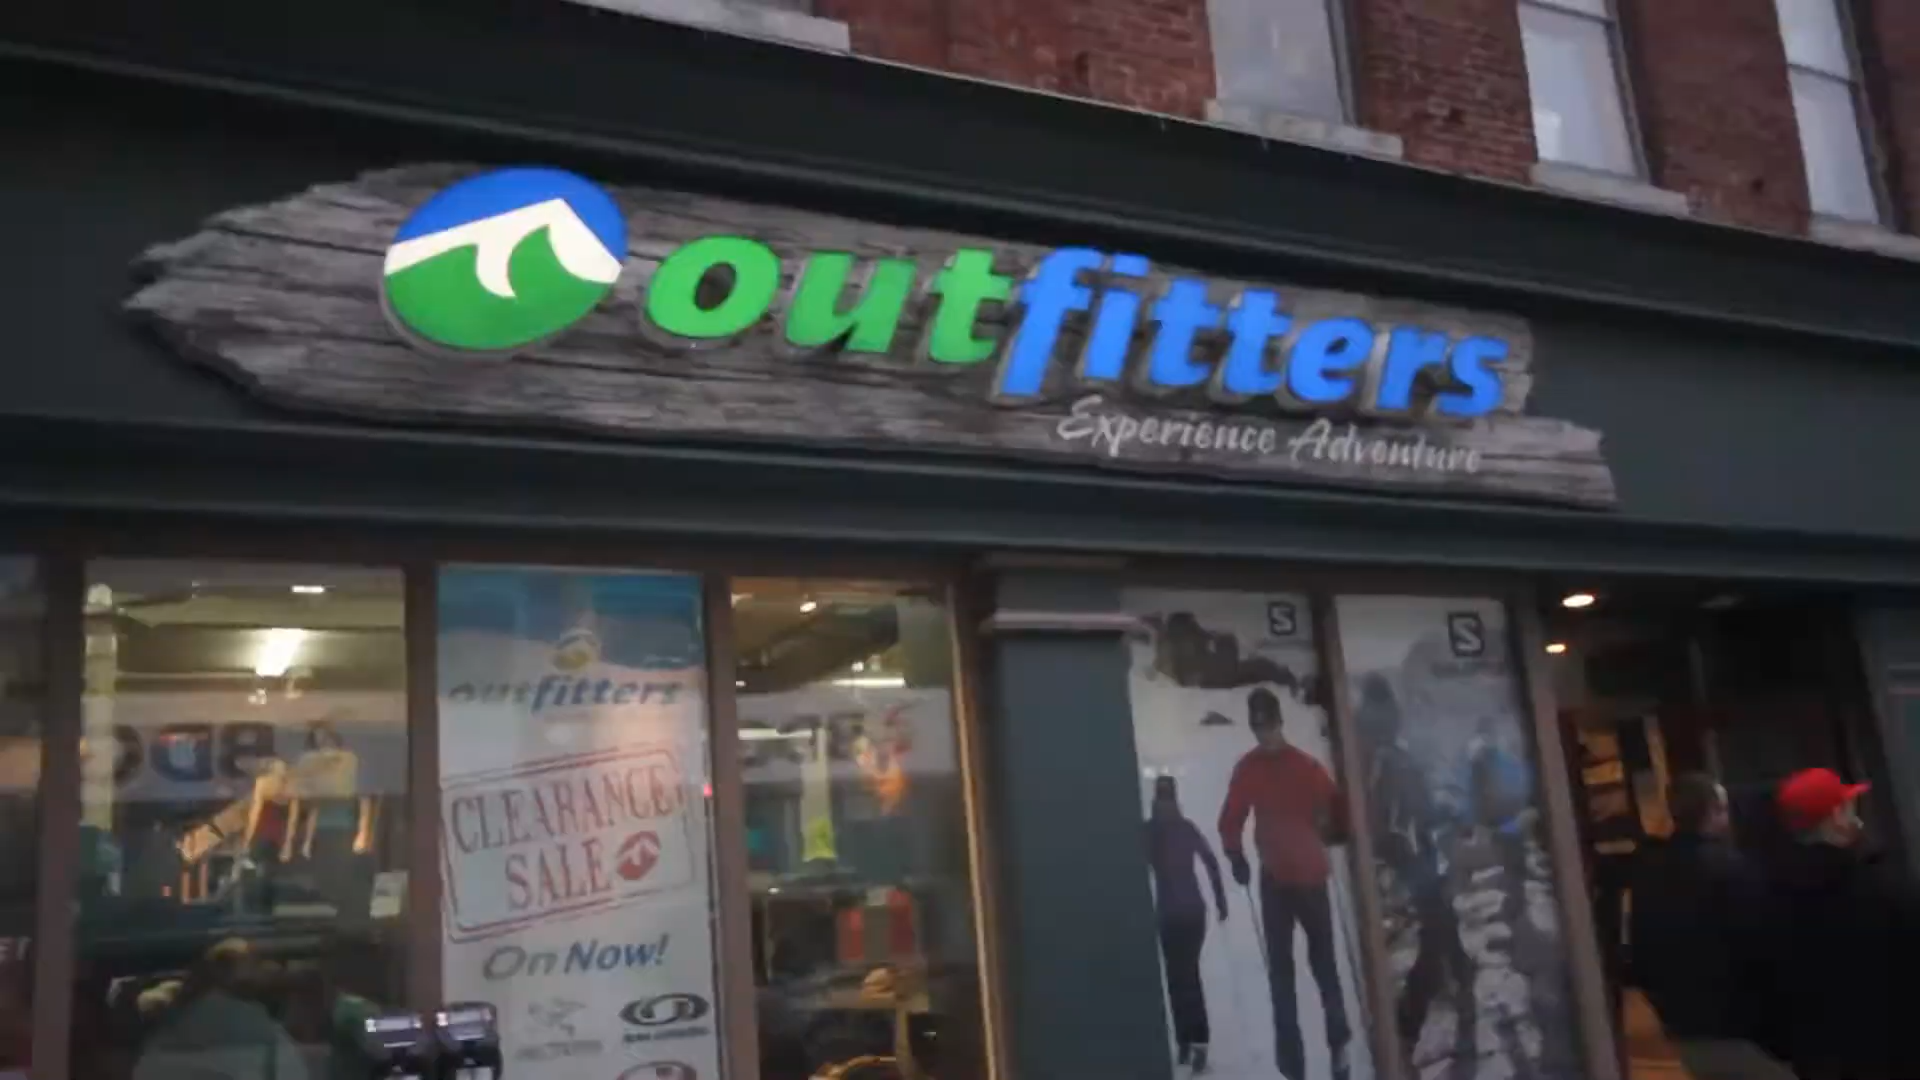 outfitters
Experience Adventure
S
S
outfitters
CLEARANCE
SALE
On Now!